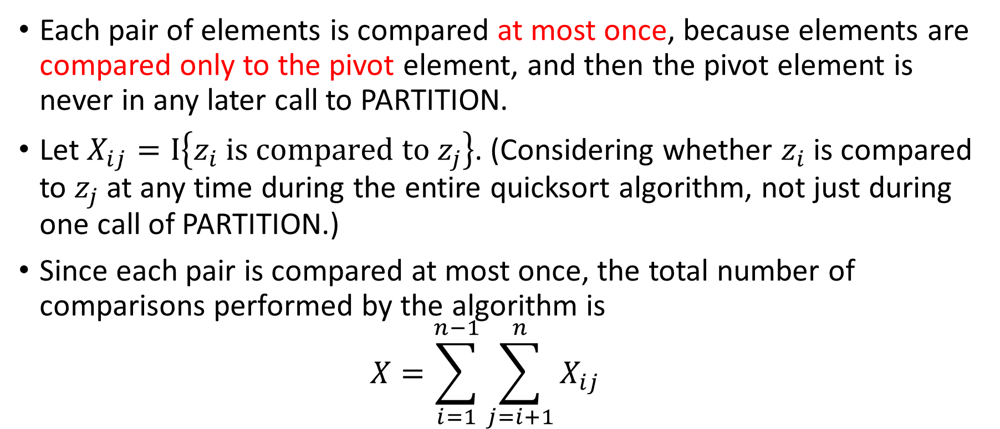 • Each pair of elements is compared at most once, because elements are
compared only to the pivot element, and then the pivot element is
never in any later call to PARTITION.
• Let X_{ij} = I{z_i is compared to z_j}. (Considering whether z_i is compared
to z_j at any time during the entire quicksort algorithm, not just during
one call of PARTITION.)
• Since each pair is compared at most once, the total number of
comparisons performed by the algorithm is
X = \sum_{i=1}^{n-1} \sum_{j=i+1}^{n} X_{ij}